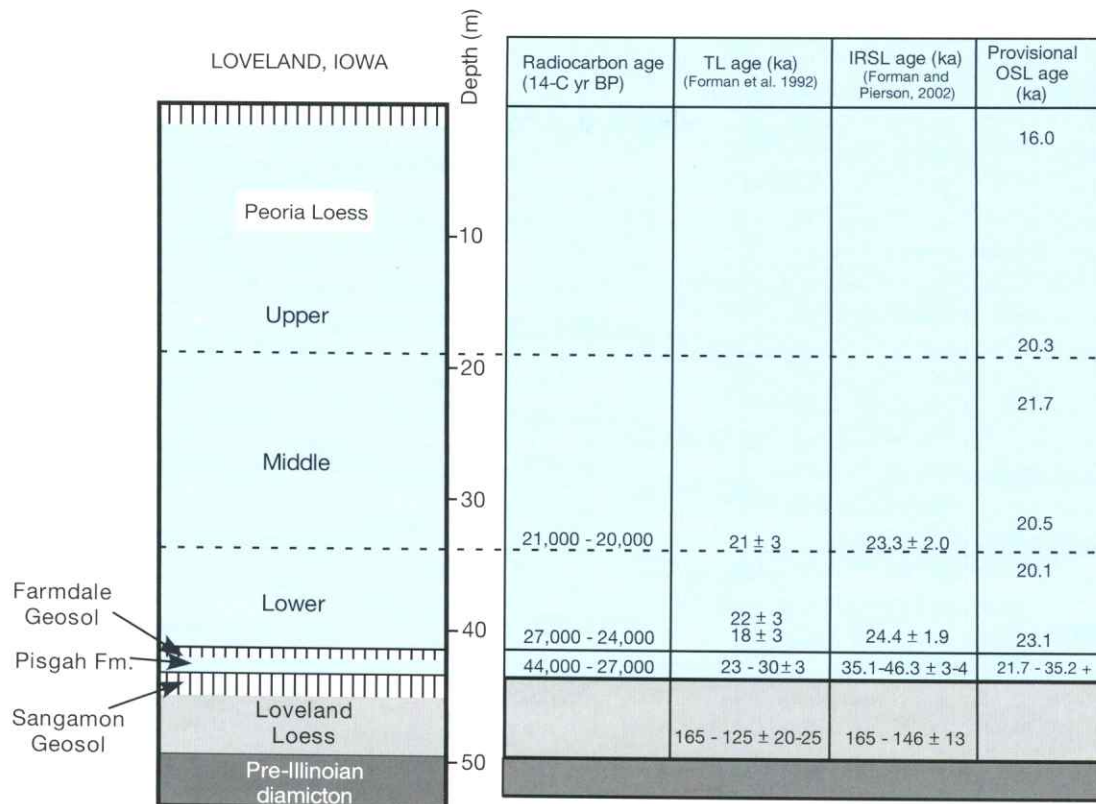 LOVELAND, IOWA
Depth (m)
Peoria Loess
Upper
Middle
Lower
Farmdale
Geosol
Pisgah Fm.
Sangamon
Geosol
Loveland
Loess
Pre-Illinoian
diamicton
10
20
30
40
50
Radiocarbon age
(14-C yr BP)
TL age (ka)
(Forman et al. 1992)
IRSL age (ka)
(Forman and
Pierson, 2002)
Provisional
OSL age
(ka)
16.0
20.3
21.7
20.5
21,000 - 20,000 21 ± 3 23.3 ± 2.0
20.1
22 ± 3
27,000 - 24,000 18 ± 3 24.4 ± 1.9 23.1
44,000 - 27,000 23 - 30 ± 3 35.1-46.3 ± 3-4 21.7 - 35.2 +
165 - 125 ± 20-25 165 - 146 ± 13